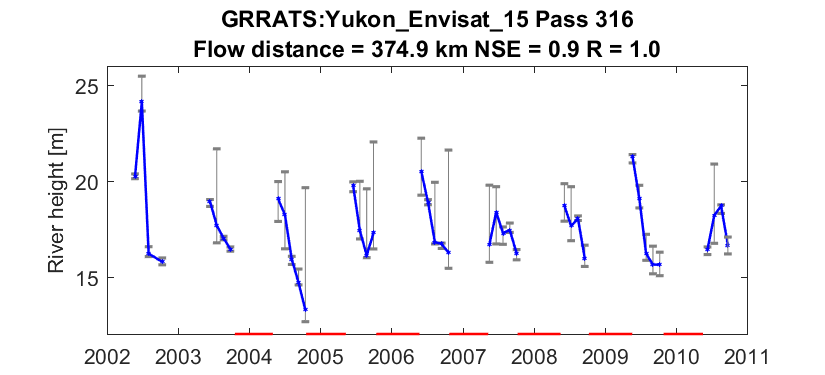 GRRATS:Yukon_Envisat_15 Pass 316
Flow distance = 374.9 km NSE = 0.9 R = 1.0
River height [m]
25
20
15
2002 2003 2004 2005 2006 2007 2008 2009 2010 2011